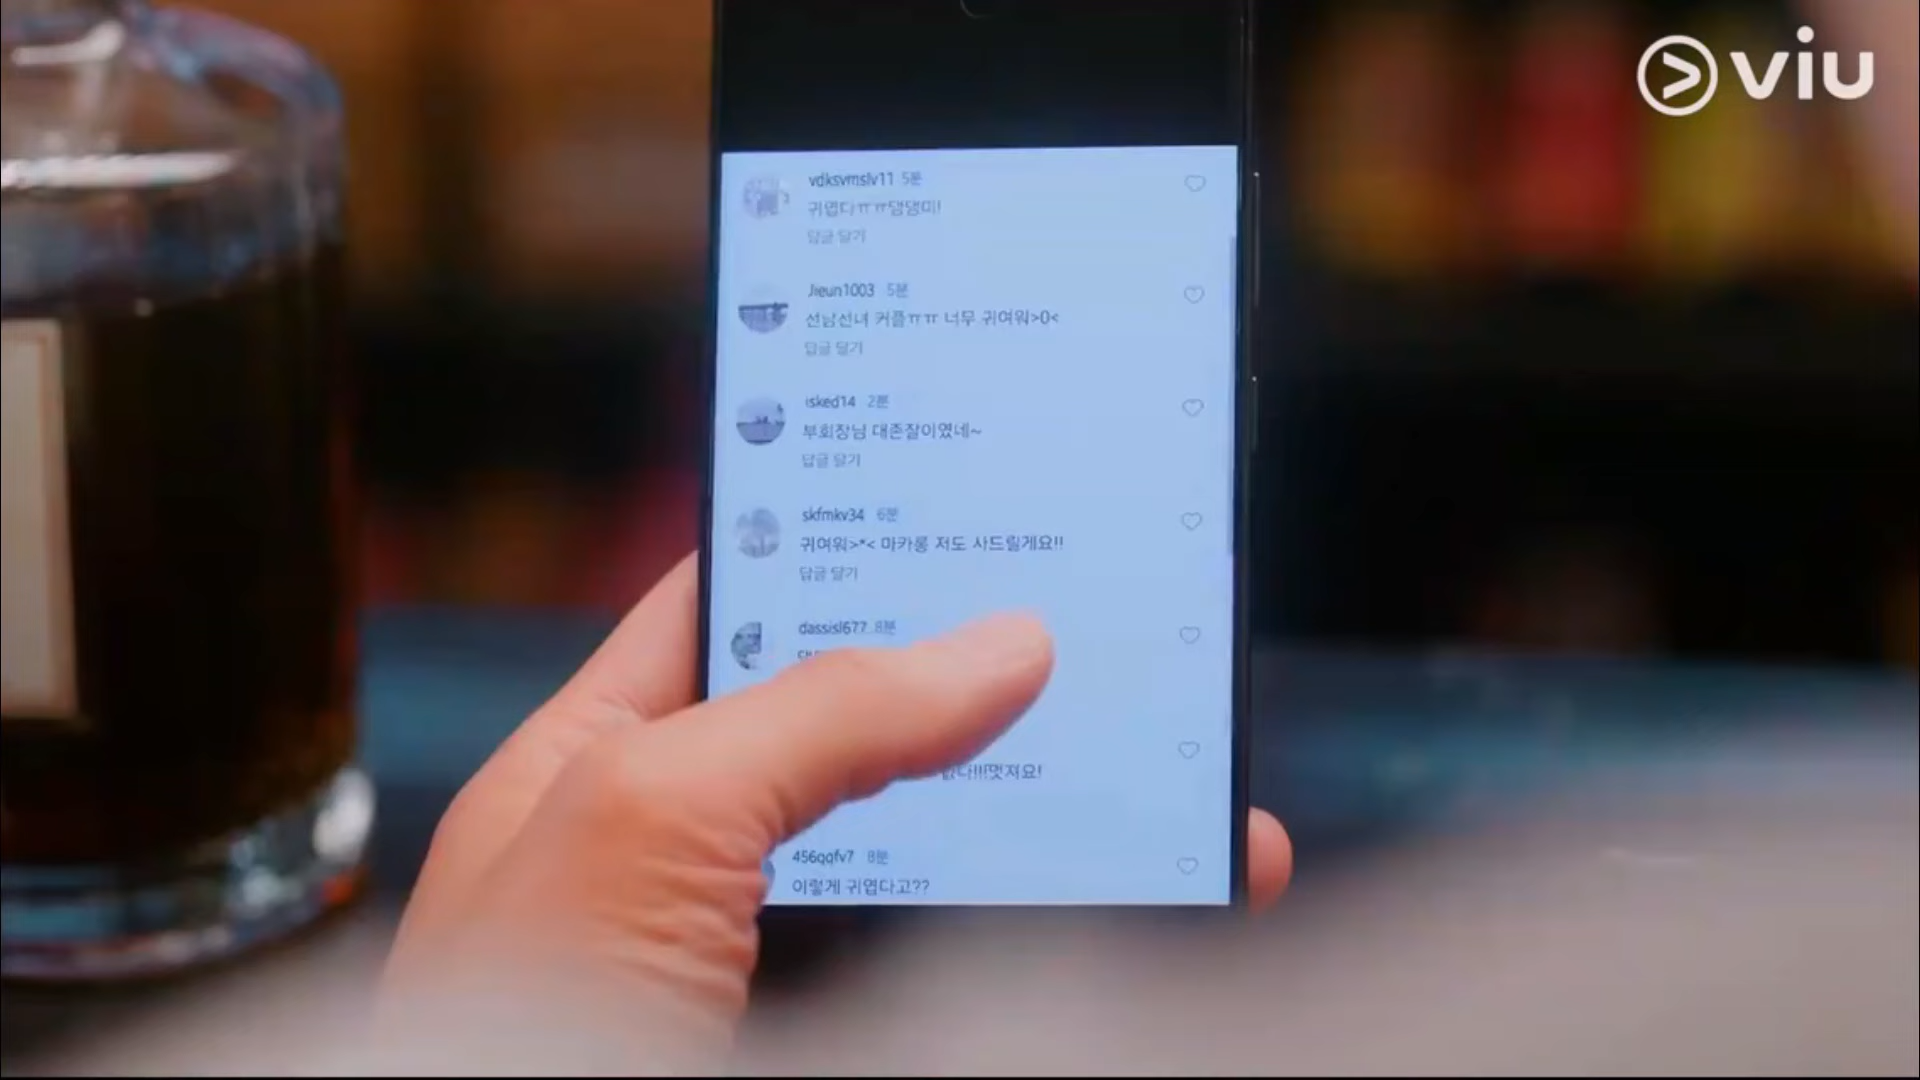 viu
vdksvmslv11 5분
귀엽다ㅠㅠ댕댕미!
답글 달기
Jieun1003 5분
선남선녀 커플ㅠㅠ 너무 귀여워>0<
답글 달기
isked14 2분
부회장님 대존잘이였네~
답글 달기
skfmkv34 6분
귀여워>*< 마카롱 저도 사드릴게요!!
답글 달기
dassisl677 8분
멋져요!
456qqfv7 8분
이렇게 귀엽다고??